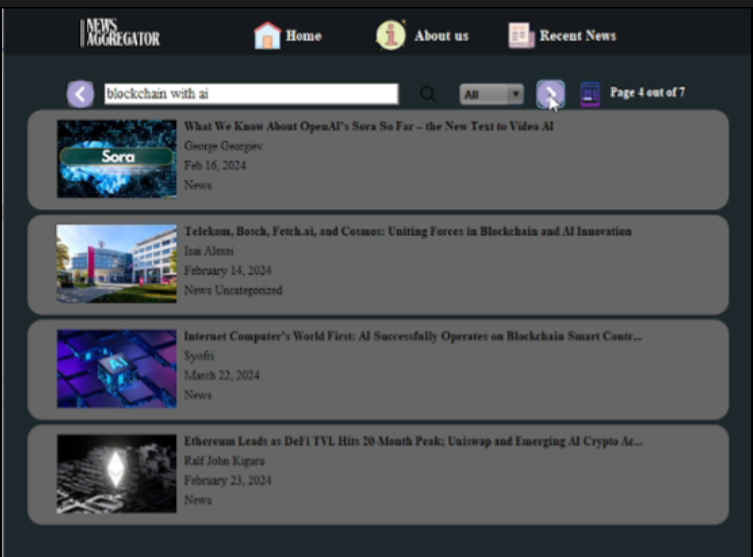 NEWS
AGGREGATOR
Home
About us
Recent News
blockchain with ai
All
Page 4 out of 7
Sora
What We Know About OpenAI's Sora So Far – the New Text to Video AI
George Georgiev
Feb 16, 2024
News
Telekom, Bosch, Fetch.ai, and Cosmos: Uniting Forces in Blockchain and AI Innovation
Isai Alexei
February 14, 2024
News Uncategorized
AI
Internet Computer's World First: AI Successfully Operates on Blockchain Smart Contr...
Syofri
March 22, 2024
News
Ethereum Leads as DeFi TVL Hits 20-Month Peak; Uniswap and Emerging AI Crypto Ac...
Ralf John Kiguru
February 23, 2024
News